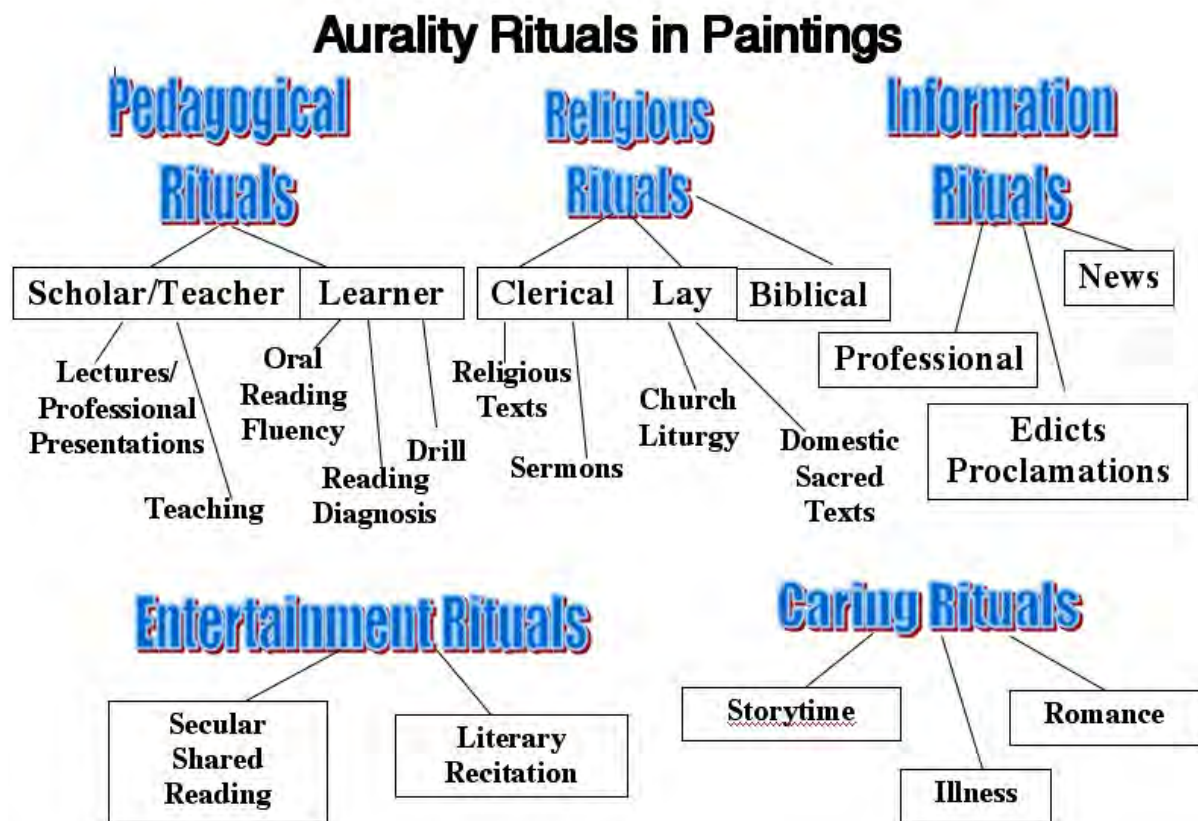 Aurality Rituals in Paintings
Pedagogical
Rituals
Scholar/Teacher
Learner
Lectures/
Professional
Presentations
Teaching
Oral
Reading
Fluency
Reading
Diagnosis
Drill
Religious
Rituals
Clerical
Lay
Biblical
Religious
Texts
Sermons
Church
Liturgy
Domestic
Sacred
Texts
Information
Rituals
News
Professional
Edicts
Proclamations
Entertainment Rituals
Secular
Shared
Reading
Literary
Recitation
Caring Rituals
Storytime
Illness
Romance